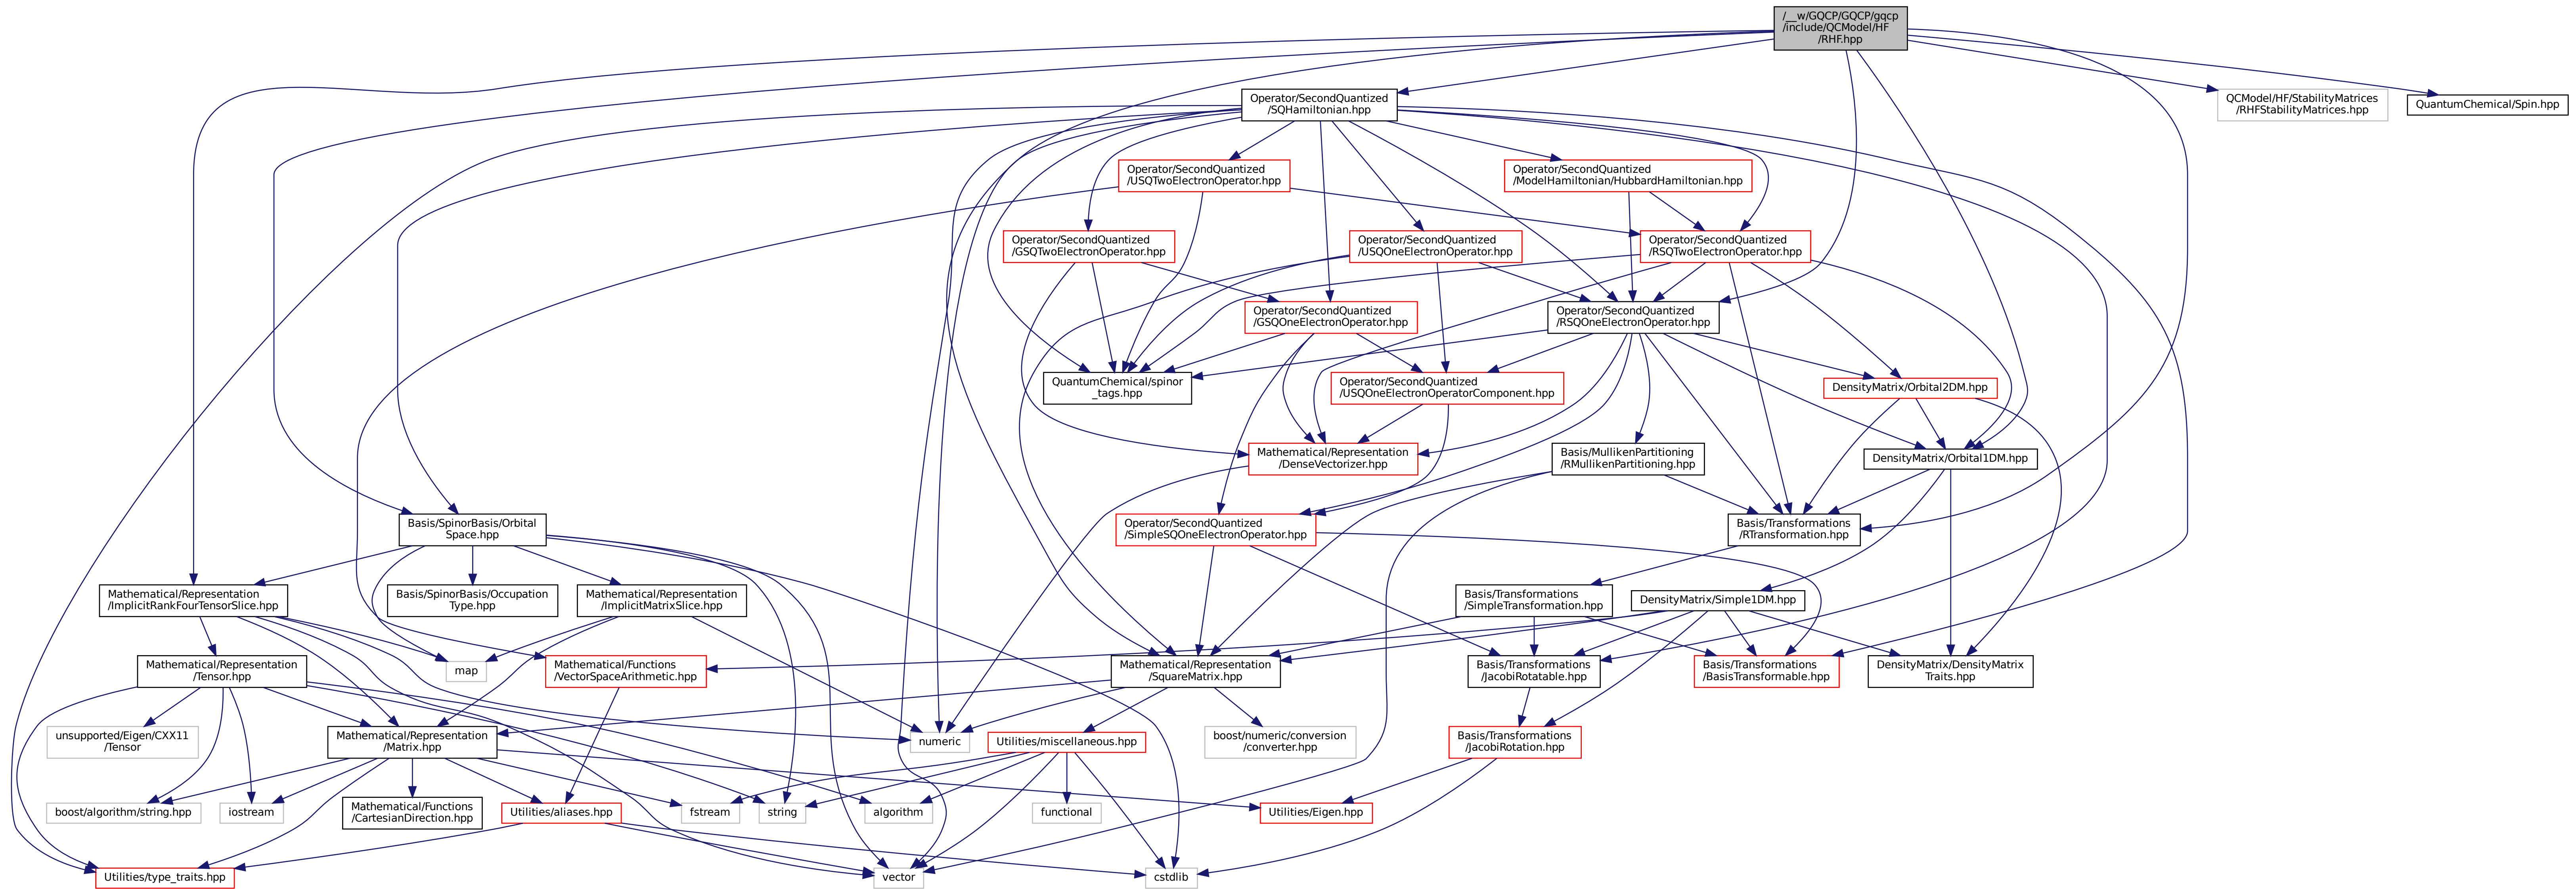 /__w/GQCP/GQCP/gqcp
/include/QCModel/HF
/RHF.hpp
Operator/SecondQuantized
/SQHamiltonian.hpp
QCModel/HF/StabilityMatrices
/RHFStabilityMatrices.hpp
QuantumChemical/Spin.hpp
Operator/SecondQuantized
/USQTwoElectronOperator.hpp
Operator/SecondQuantized
/ModelHamiltonian/HubbardHamiltonian.hpp
Operator/SecondQuantized
/GSQTwoElectronOperator.hpp
Operator/SecondQuantized
/USQOneElectronOperator.hpp
Operator/SecondQuantized
/RSQTwoElectronOperator.hpp
Operator/SecondQuantized
/GSQOneElectronOperator.hpp
Operator/SecondQuantized
/RSQOneElectronOperator.hpp
QuantumChemical/spinor
_tags.hpp
Operator/SecondQuantized
/USQOneElectronOperatorComponent.hpp
DensityMatrix/Orbital2DM.hpp
Mathematical/Representation
/DenseVectorizer.hpp
Basis/MullikenPartitioning
/RMullikenPartitioning.hpp
DensityMatrix/Orbital1DM.hpp
Basis/SpinorBasis/Orbital
Space.hpp
Operator/SecondQuantized
/SimpleSQOneElectronOperator.hpp
Basis/Transformations
/RTransformation.hpp
Mathematical/Representation
/ImplicitRankFourTensorSlice.hpp
Basis/SpinorBasis/Occupation
Type.hpp
Mathematical/Representation
/ImplicitMatrixSlice.hpp
Basis/Transformations
/SimpleTransformation.hpp
DensityMatrix/Simple1DM.hpp
Mathematical/Representation
/Tensor.hpp
map
Mathematical/Functions
/VectorSpaceArithmetic.hpp
Mathematical/Representation
/SquareMatrix.hpp
Basis/Transformations
/JacobiRotatable.hpp
Basis/Transformations
/BasisTransformable.hpp
DensityMatrix/DensityMatrix
Traits.hpp
unsupported/Eigen/CXX11
/Tensor
Mathematical/Representation
/Matrix.hpp
numeric
Utilities/miscellaneous.hpp
boost/numeric/conversion
/converter.hpp
Basis/Transformations
/JacobiRotation.hpp
boost/algorithm/string.hpp
iostream
Mathematical/Functions
/CartesianDirection.hpp
Utilities/aliases.hpp
fstream
string
algorithm
functional
Utilities/Eigen.hpp
Utilities/type_traits.hpp
vector
cstdlib